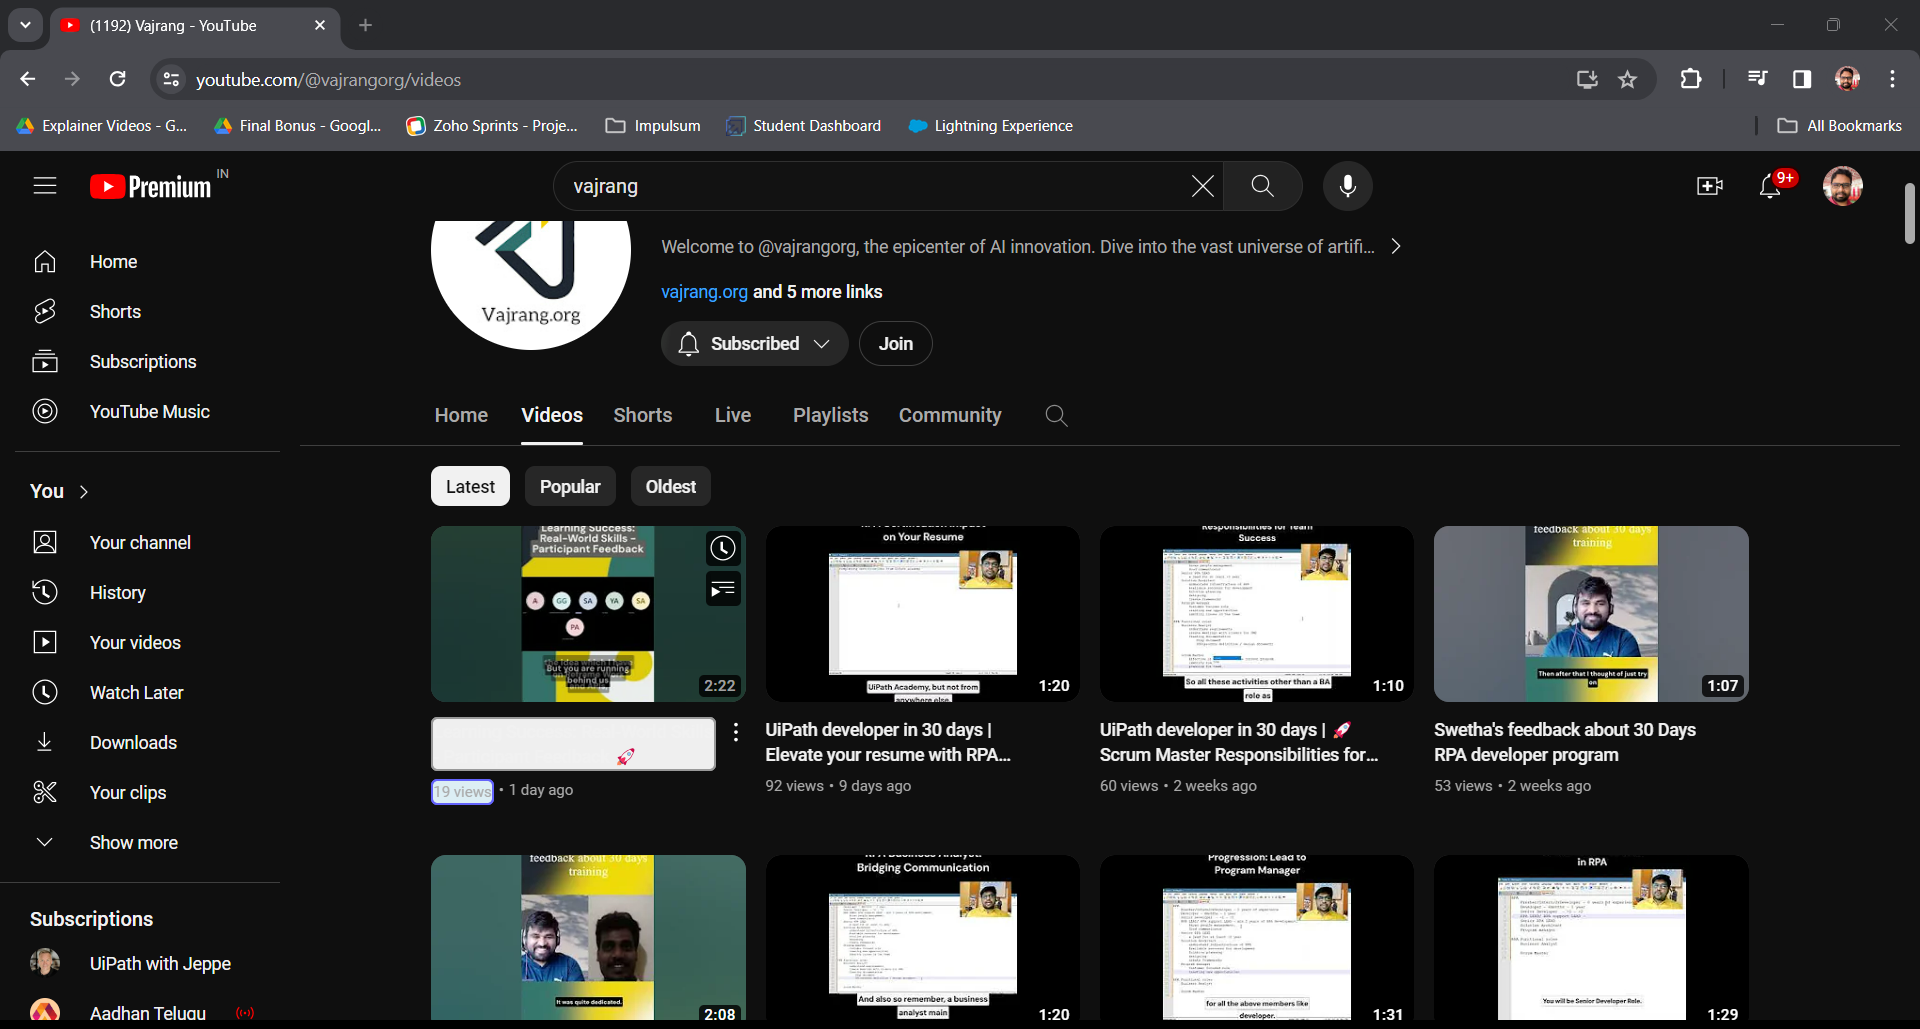 (1192) Vajrang - YouTube
youtube.com/@vajrangorg/videos
Explainer Videos - G...
Final Bonus - Googl...
Zoho Sprints - Proje...
Impulsum
Student Dashboard
Lightning Experience
All Bookmarks
Premium IN
vajrang
9+
Home
Shorts
Subscriptions
YouTube Music
You
Your channel
History
Your videos
Watch Later
Downloads
Your clips
Show more
Subscriptions
UiPath with Jeppe
Aadhan Telugu
Vajrang.org
Welcome to @vajrangorg, the epicenter of AI innovation. Dive into the vast universe of artifi...
vajrang.org and 5 more links
Subscribed
Join
Home Videos Shorts Live Playlists Community
Latest Popular Oldest
Learning Success:
Real-World Skills -
Participant Feedback
A GG SA YA SA
PA
But you are running
behind us
2:22
19 views • 1 day ago
on Your Resume
UiPath Academy, but not from
anywhere else
1:20
UiPath developer in 30 days |
Elevate your resume with RPA...
92 views • 9 days ago
Responsibilities for Team
Success
So all these activities other than a BA
role as
1:10
UiPath developer in 30 days | 🚀
Scrum Master Responsibilities for...
60 views • 2 weeks ago
feedback about 30 days
training
Then after that I thought of just try
on
1:07
Swetha's feedback about 30 Days
RPA developer program
53 views • 2 weeks ago
feedback about 30 days
training
It was quite dedicated.
2:08
RPA Business Analyst:
Bridging Communication
And also so remember, a business
analyst main
1:20
Progression: Lead to
Program Manager
for all the above members like
developer.
1:31
in RPA
You will be Senior Developer Role.
1:29